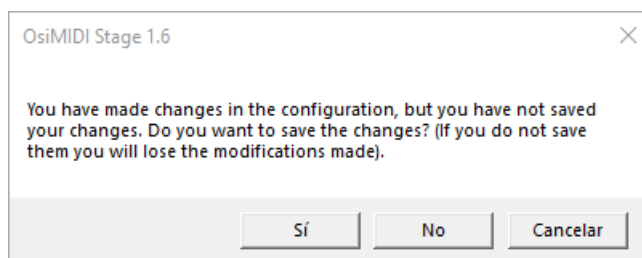 OsiMIDI Stage 1.6
You have made changes in the configuration, but you have not saved
your changes. Do you want to save the changes? (If you do not save
them you will lose the modifications made).
Sí No Cancelar